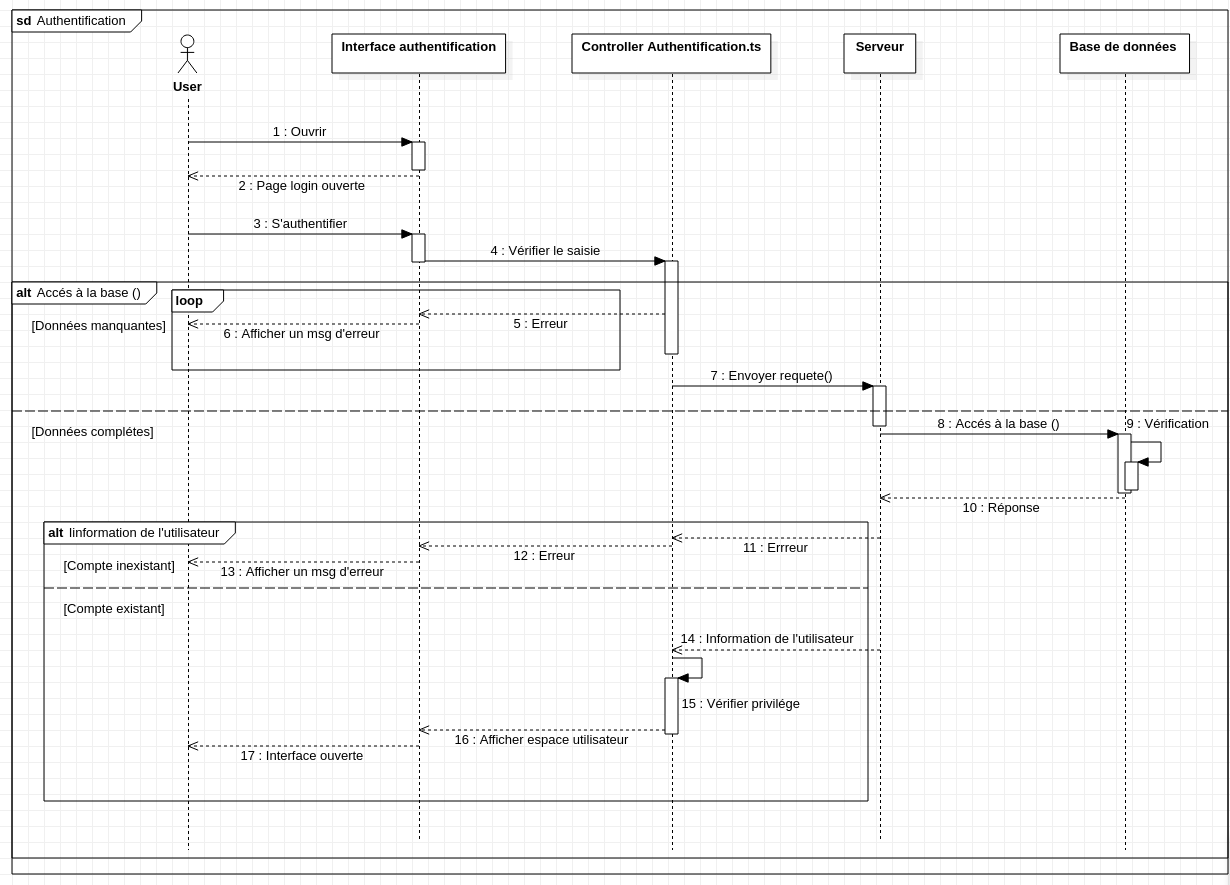 sd Authentification
User
Interface authentification
Controller Authentification.ts
Serveur
Base de données
1 : Ouvrir
2 : Page login ouverte
3 : S'authentifier
4 : Vérifier le saisie
alt Accés à la base ()
loop
[Données manquantes]
5 : Erreur
6 : Afficher un msg d'erreur
7 : Envoyer requete()
[Données complétes]
8 : Accés à la base ()
9 : Vérification
10 : Réponse
alt Iinformation de l'utilisateur
11 : Errreur
12 : Erreur
[Compte inexistant]
13 : Afficher un msg d'erreur
[Compte existant]
14 : Information de l'utilisateur
15 : Vérifier privilége
16 : Afficher espace utilisateur
17 : Interface ouverte